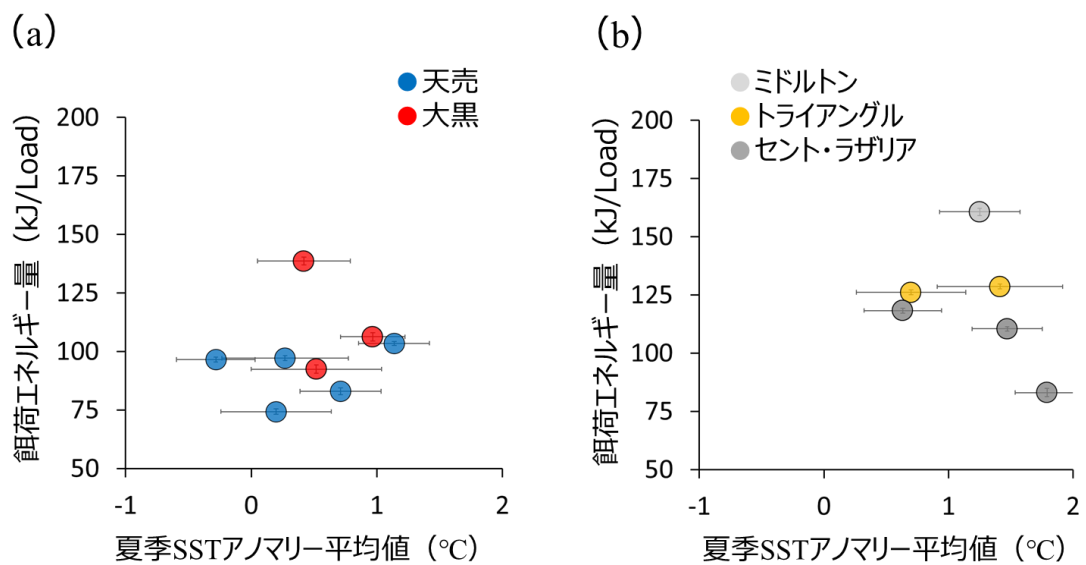 (a)
天売
大黒
餌荷エネルギー量（kJ/Load）
200
175
150
125
100
75
50
-1
0
1
2
夏季SSTアノマリー平均値（℃）
(b)
ミドルトン
トライアングル
セント・ラザリア
餌荷エネルギー量（kJ/Load）
200
175
150
125
100
75
50
-1
0
1
2
夏季SSTアノマリー平均値（℃）